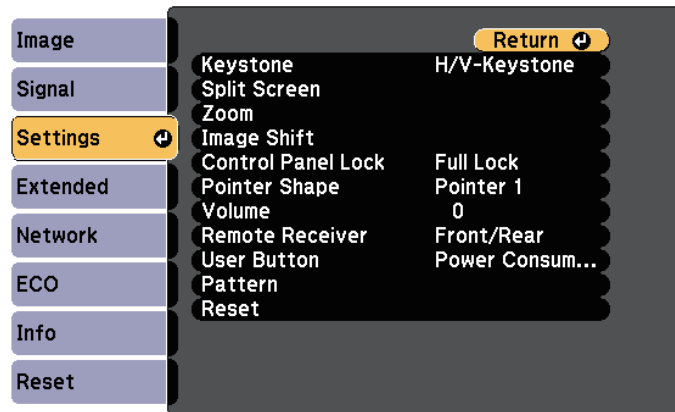 Image
Signal
Settings
Extended
Network
ECO
Info
Reset
Return
Keystone H/V-Keystone
Split Screen
Zoom
Image Shift
Control Panel Lock Full Lock
Pointer Shape Pointer 1
Volume 0
Remote Receiver Front/Rear
User Button Power Consum...
Pattern
Reset